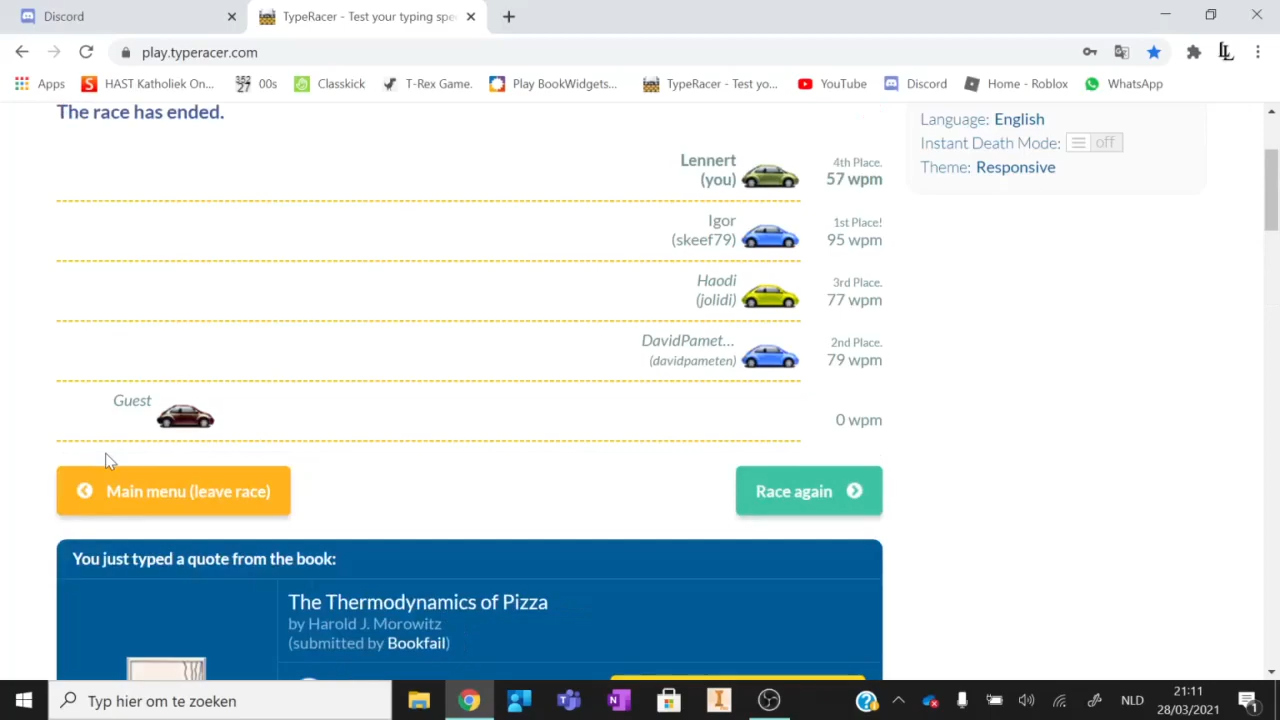 Discord
TypeRacer - Test your typing spe
play.typeracer.com
Apps
HAST Katholiek On...
00s
Classkick
T-Rex Game.
Play BookWidgets...
TypeRacer - Test yo...
YouTube
Discord
Home - Roblox
WhatsApp
The race has ended.
Language: English
Instant Death Mode: off
Theme: Responsive
Lennert
(you)
4th Place.
57 wpm
Igor
(skeef79)
1st Place!
95 wpm
Haodi
(jolidi)
3rd Place.
77 wpm
DavidPamet...
(davidpameten)
2nd Place.
79 wpm
Guest
0 wpm
Main menu (leave race)
Race again
You just typed a quote from the book:
The Thermodynamics of Pizza
by Harold J. Morowitz
(submitted by Bookfail)
Typ hier om te zoeken
NLD
21:11
28/03/2021
1